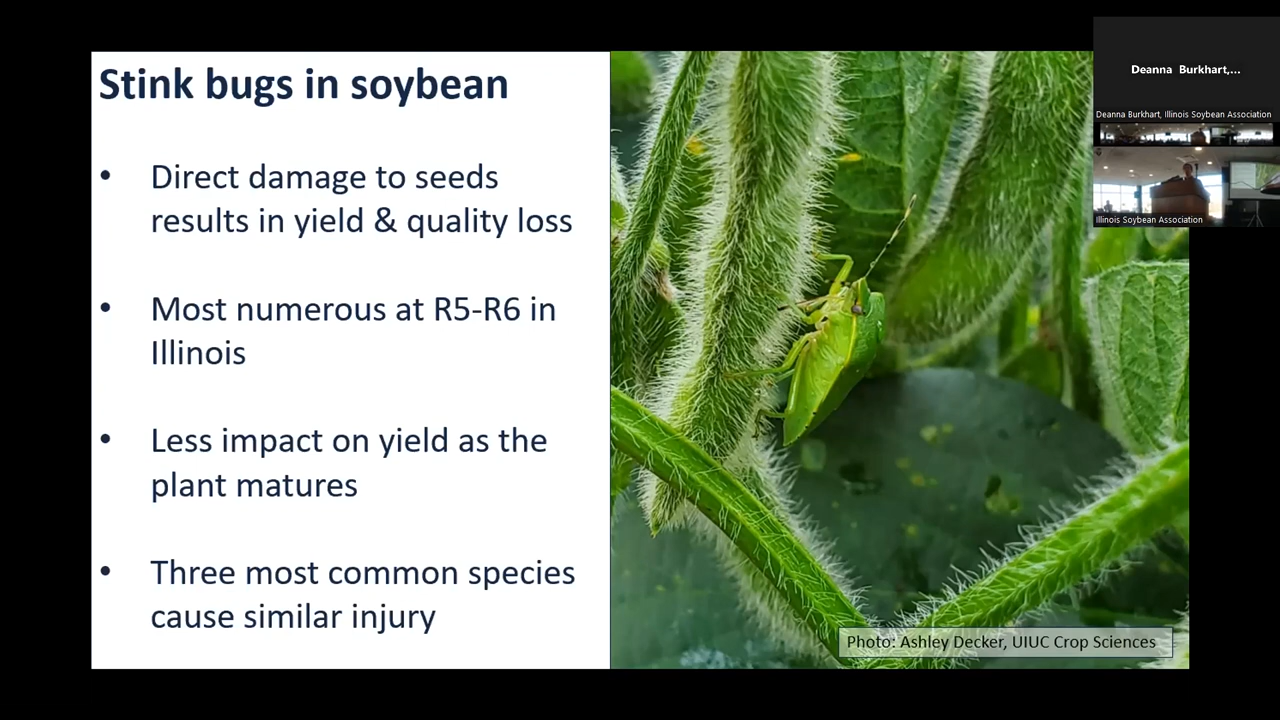 Stink bugs in soybean
• Direct damage to seeds
results in yield & quality loss
• Most numerous at R5-R6 in
Illinois
• Less impact on yield as the
plant matures
• Three most common species
cause similar injury
Photo: Ashley Decker, UIUC Crop Sciences
Deanna Burkhart,...
Deanna Burkhart, Illinois Soybean Association
Illinois Soybean Association